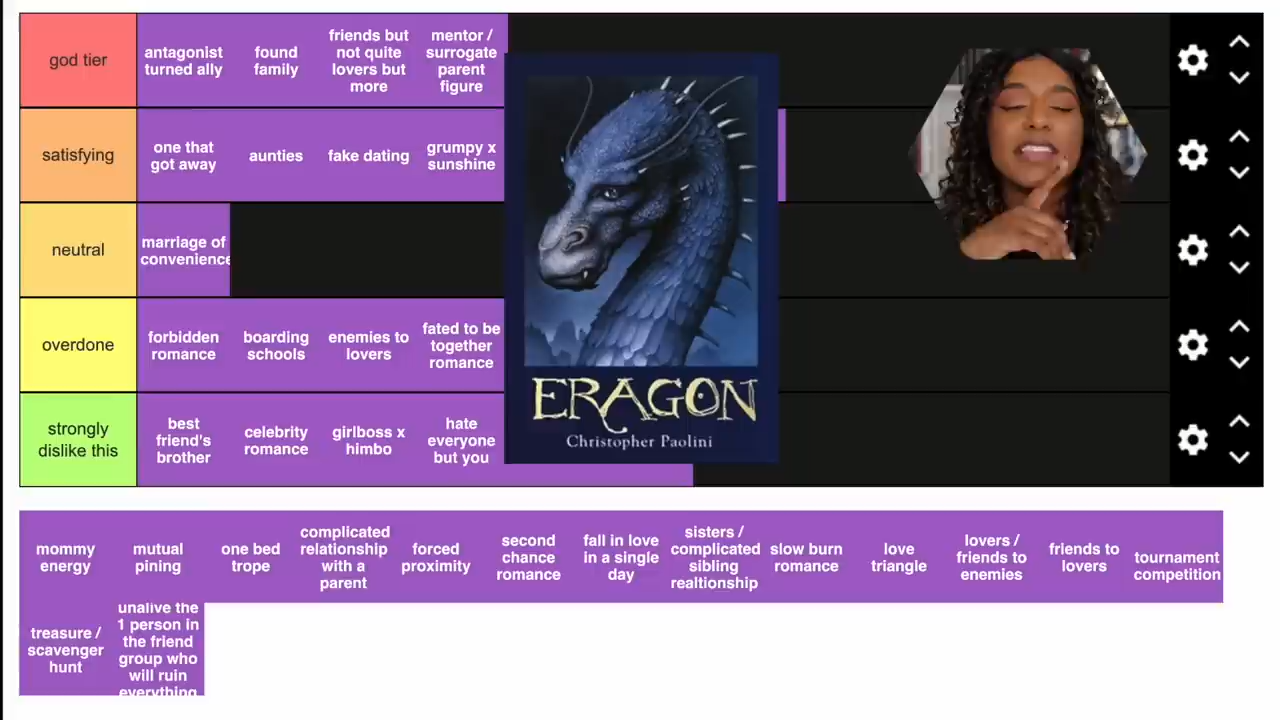 god tier
antagonist
turned ally
found
family
friends but
not quite
lovers but
more
mentor /
surrogate
parent
figure
satisfying
one that
got away
aunties
fake dating
grumpy x
sunshine
neutral
marriage of
convenience
overdone
forbidden
romance
boarding
schools
enemies to
lovers
fated to be
together
romance
strongly
dislike this
best
friend's
brother
celebrity
romance
girlboss x
himbo
hate
everyone
but you
ERAGON
Christopher Paolini
mommy
energy
mutual
pining
one bed
trope
complicated
relationship
with a
parent
forced
proximity
second
chance
romance
fall in love
in a single
day
sisters /
complicated
sibling
realtionship
slow burn
romance
love
triangle
lovers /
friends to
enemies
friends to
lovers
tournament
competition
treasure /
scavenger
hunt
unalive the
1 person in
the friend
group who
will ruin
everything